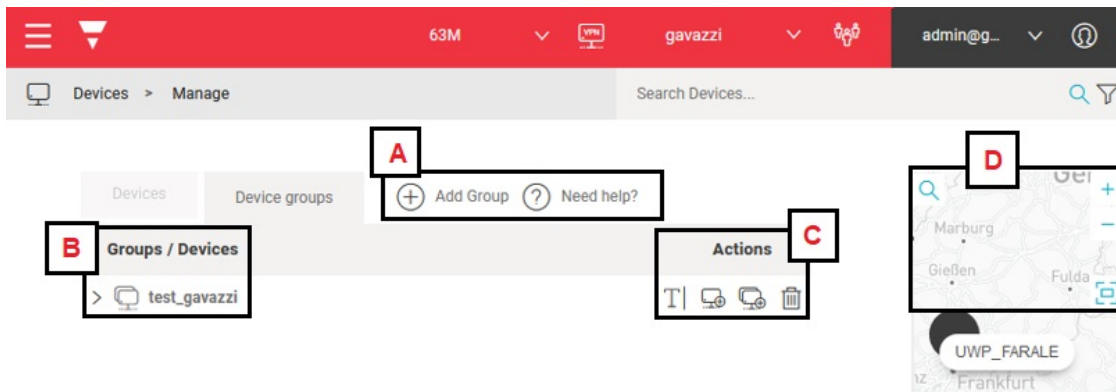 63M
VPN
gavazzi
admin@g...
Devices > Manage
Search Devices...
A
D
Devices
Device groups
Add Group
? Need help?
B
Groups / Devices
Actions
C
test_gavazzi
Marburg
Gießen
Fulda
UWP_FARALE
Frankfurt